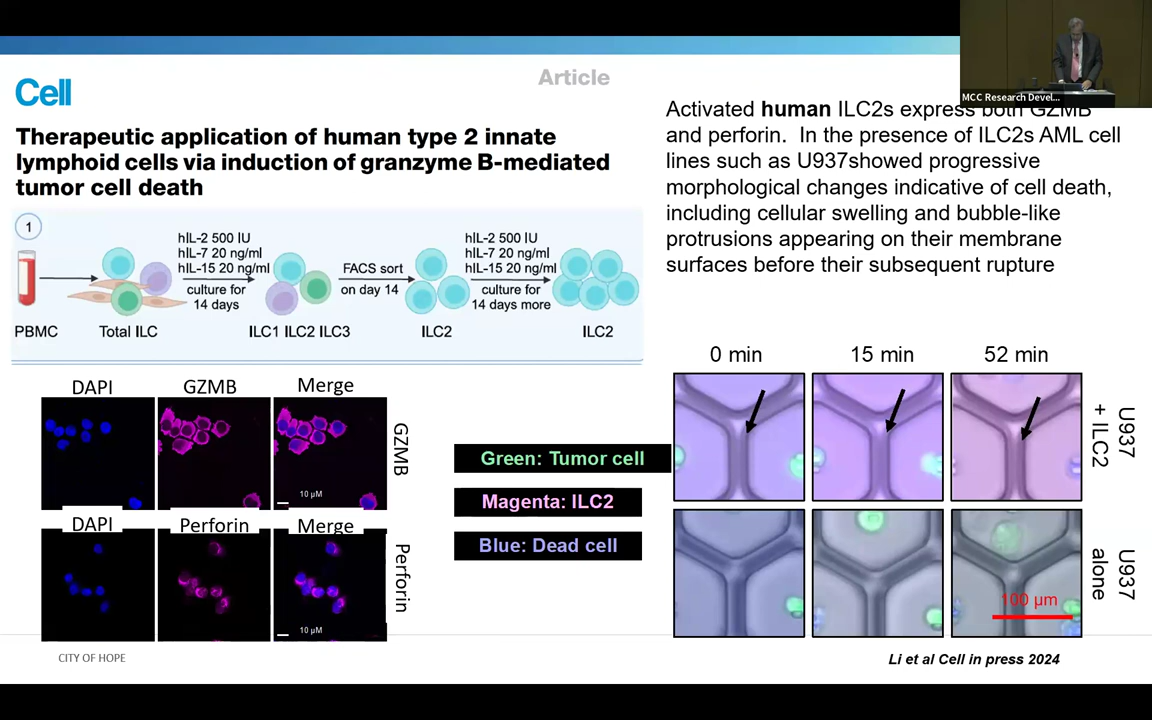 Article
Cell
Therapeutic application of human type 2 innate
lymphoid cells via induction of granzyme B-mediated
tumor cell death
MCC Research Devel...
Activated human ILC2s express both GZMB
and perforin. In the presence of ILC2s AML cell
lines such as U937showed progressive
morphological changes indicative of cell death,
including cellular swelling and bubble-like
protrusions appearing on their membrane
surfaces before their subsequent rupture
1
hIL-2 500 IU
hIL-7 20 ng/ml
hIL-15 20 ng/ml
culture for
14 days
FACS sort
on day 14
hIL-2 500 IU
hIL-7 20 ng/ml
hIL-15 20 ng/ml
culture for
14 days more
PBMC
Total ILC
ILC1 ILC2 ILC3
ILC2
ILC2
DAPI
GZMB
Merge
GZMB
10 µM
DAPI
Perforin
Merge
Perforin
10 µM
Green: Tumor cell
Magenta: ILC2
Blue: Dead cell
0 min
15 min
52 min
U937
+ ILC2
U937
alone
100 µm
CITY OF HOPE
Li et al Cell in press 2024